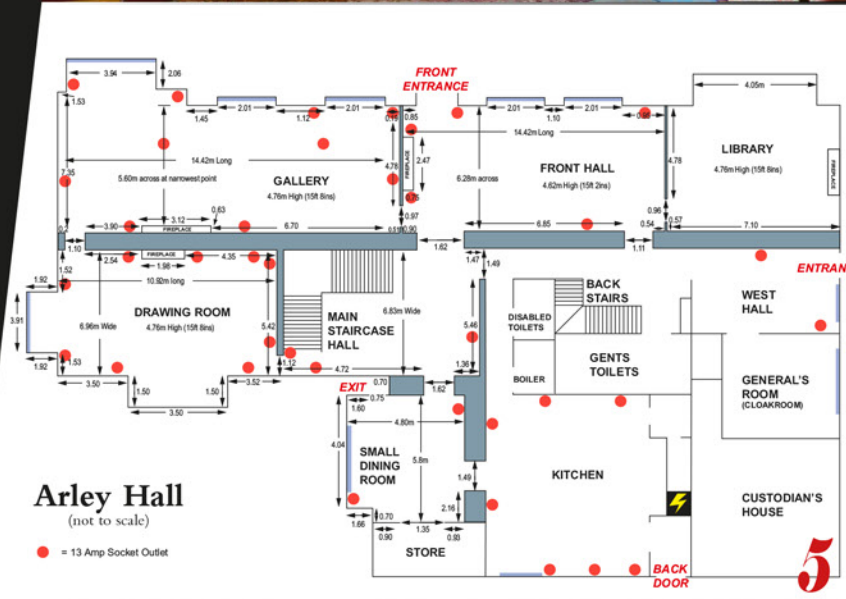 3.94
2.06
1.53
1.45
2.01
1.12
2.01
FRONT
ENTRANCE
0.85
2.01
1.10
2.01
4.05m
14.42m Long
7.35
14.42m Long
5.60m across at narrowest point
GALLERY
4.76m High (15ft 8ins)
4.78
FIREPLACE
2.47
6.28m across
FRONT HALL
4.62m High (15ft 2ins)
4.78
LIBRARY
4.76m High (15ft 8ins)
FIREPLACE
3.90
3.12
0.63
FIREPLACE
6.70
0.97
0.90
6.85
0.96
0.54
0.57
7.10
1.10
1.62
1.11
2.54
FIREPLACE
1.98
4.35
1.52
10.92m long
1.92
3.91
DRAWING ROOM
4.76m High (15ft 8ins)
6.96m Wide
5.42
MAIN
STAIRCASE
HALL
6.83m Wide
1.47
1.49
5.46
BACK
STAIRS
DISABLED
TOILETS
GENTS
TOILETS
BOILER
ENTRAN
WEST
HALL
GENERAL'S
ROOM
(CLOAKROOM)
1.92
1.53
3.50
1.50
3.50
1.50
3.52
1.12
4.72
1.36
EXIT
0.70
1.62
0.75
1.60
4.80m
4.04
5.8m
SMALL
DINING
ROOM
1.49
2.16
1.66
0.70
0.90
1.35
0.93
STORE
KITCHEN
CUSTODIAN'S
HOUSE
BACK
DOOR
Arley Hall
(not to scale)
= 13 Amp Socket Outlet
5